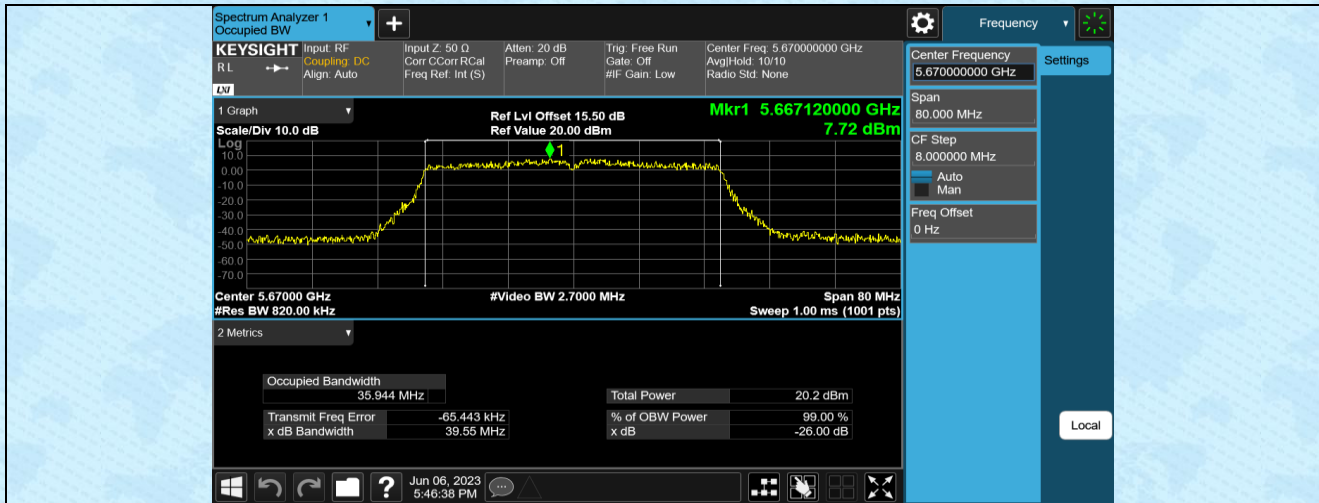 Spectrum Analyzer 1
Occupied BW
Frequency
KEYSIGHT
RL
LXI
Input: RF
Coupling: DC
Align: Auto
Input Z: 50 Ω
Corr CCorr RCal
Freq Ref: Int (S)
Atten: 20 dB
Preamp: Off
Trig: Free Run
Gate: Off
#IF Gain: Low
Center Freq: 5.670000000 GHz
Avg|Hold: 10/10
Radio Std: None
1 Graph
Scale/Div 10.0 dB
Ref Lvl Offset 15.50 dB
Ref Value 20.00 dBm
Mkr1 5.667120000 GHz
7.72 dBm
Log
1
10.0
0.00
-10.0
-20.0
-30.0
-40.0
-50.0
-60.0
-70.0
Center 5.67000 GHz
#Video BW 2.7000 MHz
Span 80 MHz
#Res BW 820.00 kHz
Sweep 1.00 ms (1001 pts)
2 Metrics
Occupied Bandwidth
35.944 MHz
Total Power 20.2 dBm
Transmit Freq Error -65.443 kHz
% of OBW Power 99.00 %
x dB Bandwidth 39.55 MHz
x dB -26.00 dB
Center Frequency
5.670000000 GHz
Settings
Span
80.000 MHz
CF Step
8.000000 MHz
Auto
Man
Freq Offset
0 Hz
Local
?
Jun 06, 2023
5:46:38 PM